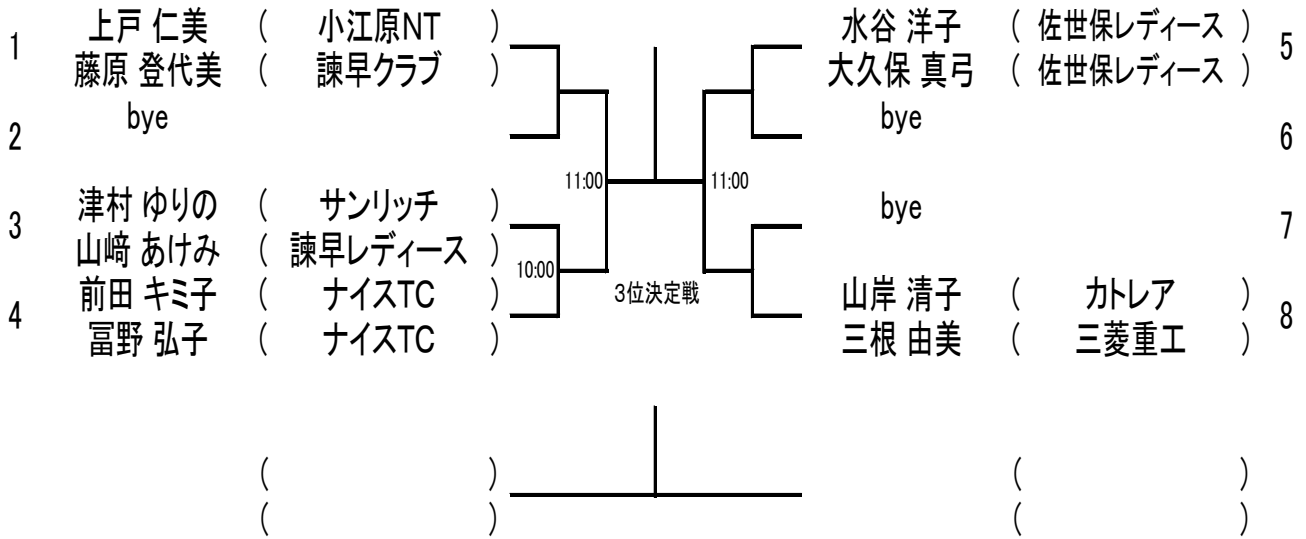 1
上戸 仁美 ( 小江原NT )
藤原 登代美 ( 諫早クラブ )
2
bye
3
津村 ゆりの ( サンリッチ )
山﨑 あけみ ( 諫早レディース )
4
前田 キミ子 ( ナイスTC )
冨野 弘子 ( ナイスTC )
10:00
11:00
11:00
3位決定戦
水谷 洋子 ( 佐世保レディース ) 5
大久保 真弓 ( 佐世保レディース )
bye
6
bye
7
山岸 清子 ( カトレア ) 8
三根 由美 ( 三菱重工 )
( ) ( )
( ) ( )